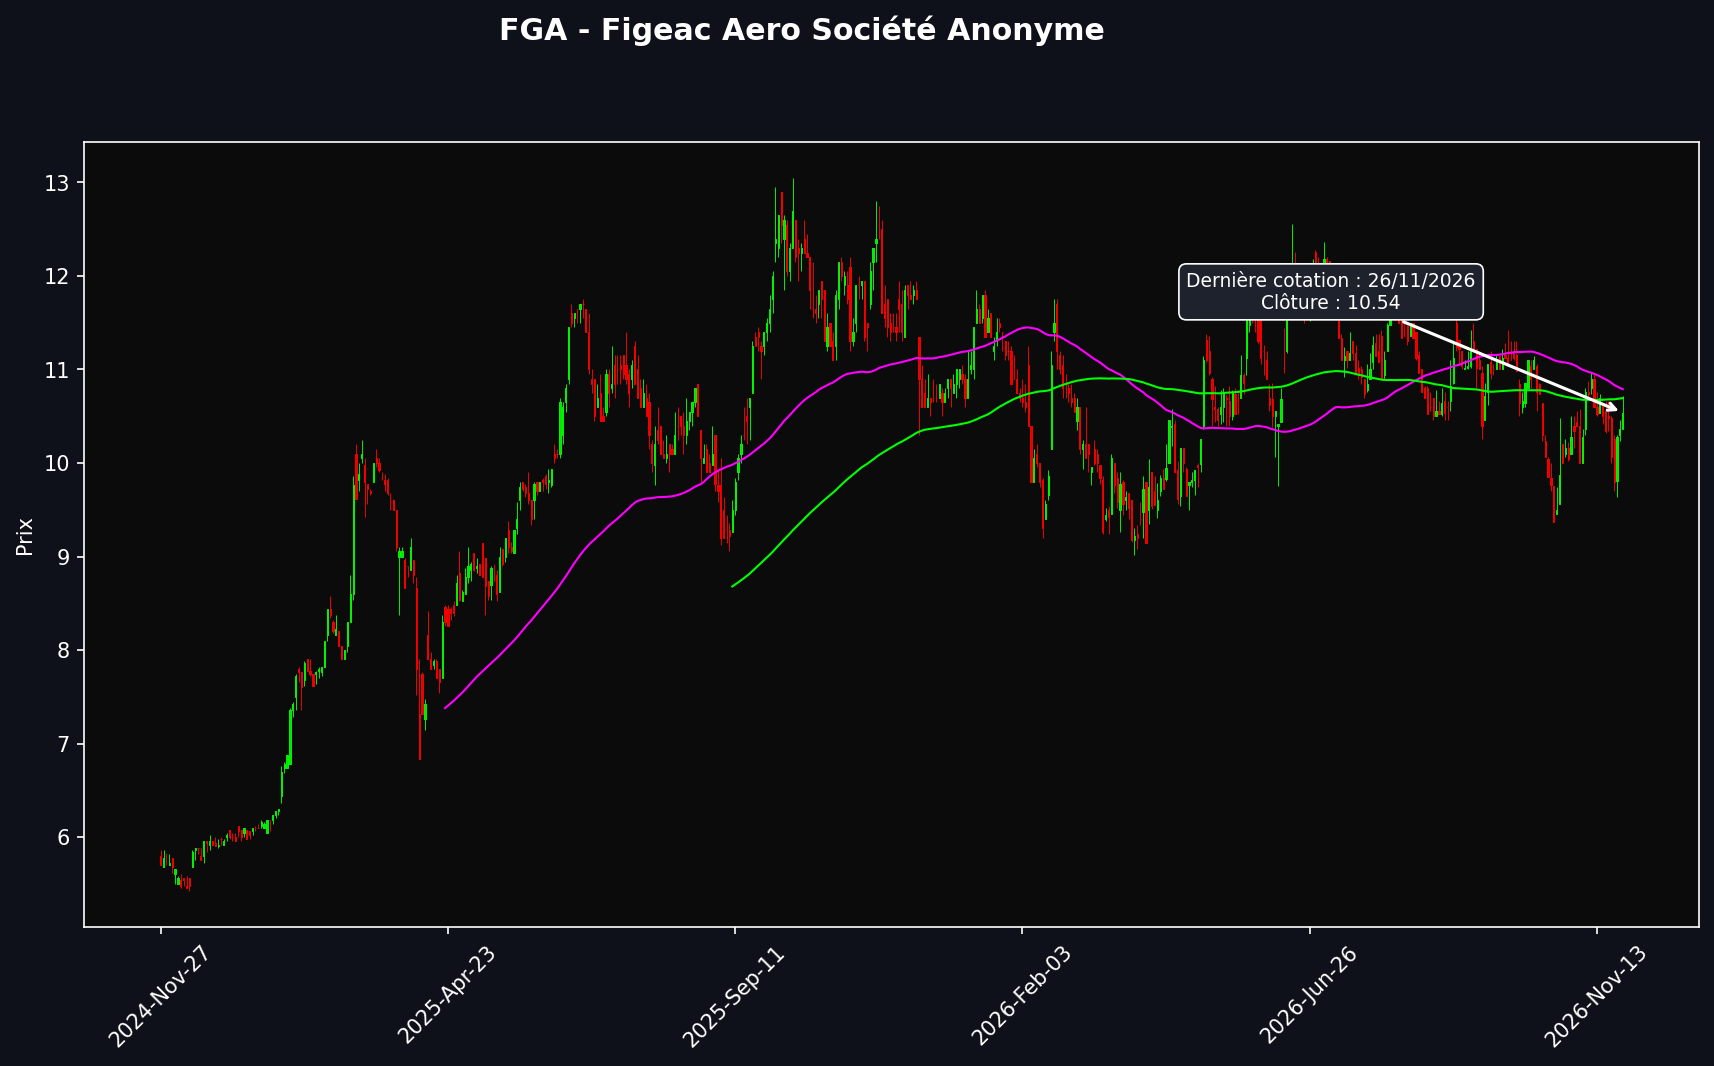 FGA - Figeac Aero Société Anonyme
Prix
13
12
11
10
9
8
7
6
Dernière cotation : 26/11/2026
Clôture : 10.54
2024-Nov-27
2025-Apr-23
2025-Sep-11
2026-Feb-03
2026-Jun-26
2026-Nov-13